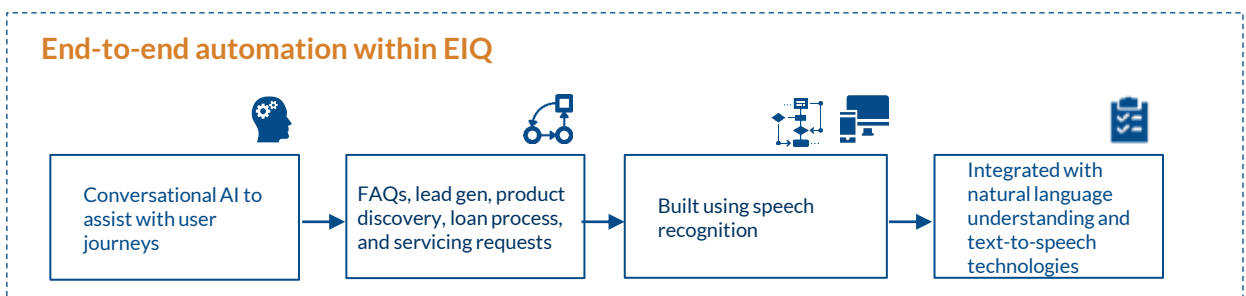 End-to-end automation within EIQ
Conversational AI to
assist with user
journeys
FAQs, lead gen, product
discovery, loan process,
and servicing requests
Built using speech
recognition
Integrated with
natural language
understanding and
text-to-speech
technologies